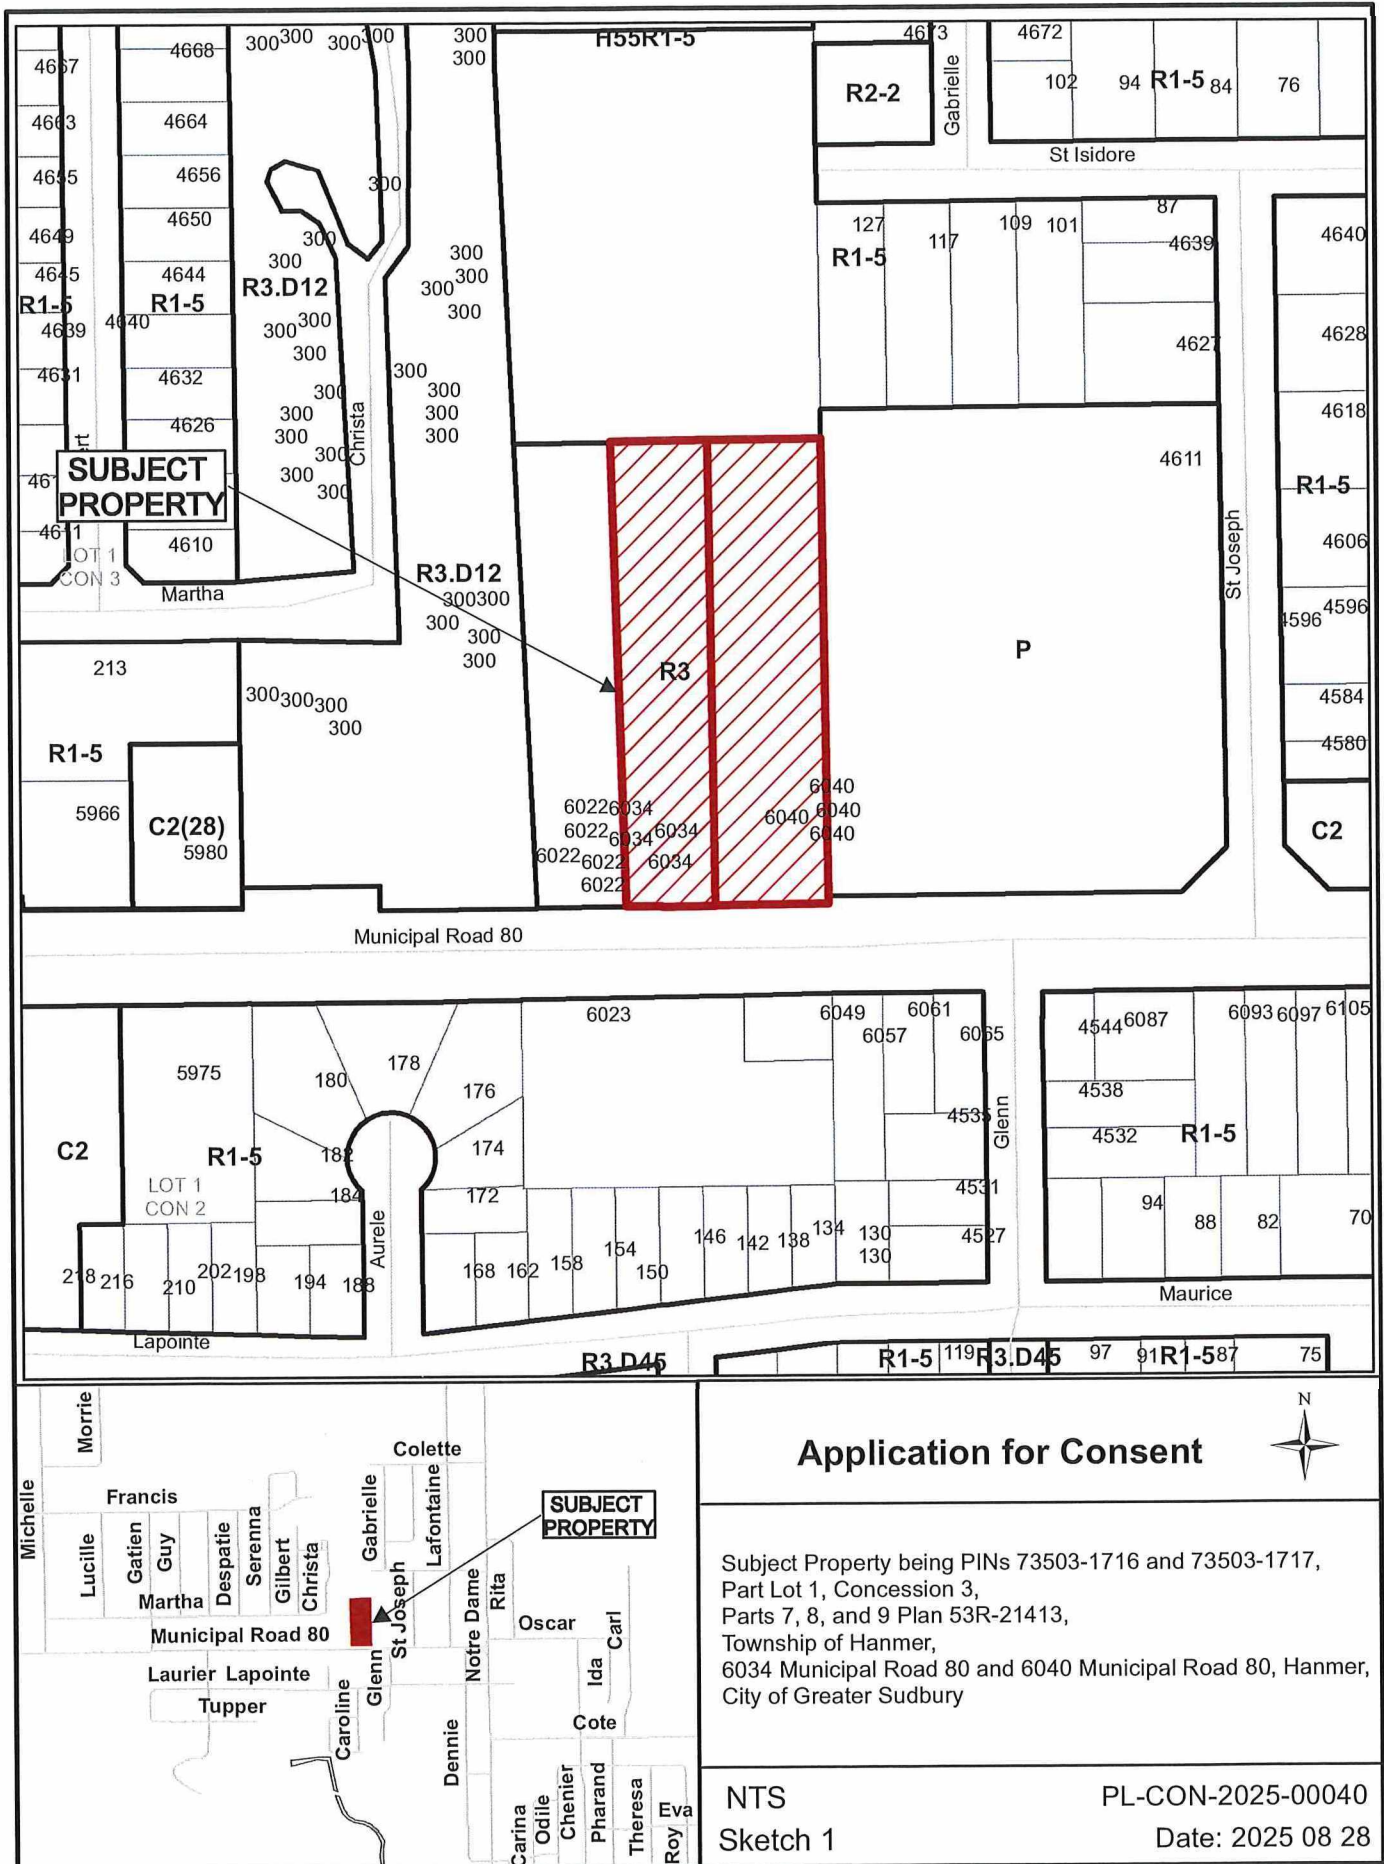 4667
4668
300
300
300
300
300
300
H55R1-5
4673
4672
R2-2
Gabrielle
102
94
R1-5
84
76
4663
4664
St Isidore
4655
4656
300
4649
4650
300
300
300
300
300
300
127
117
109
101
87
4639
R1-5
4640
4645
4644
R3.D12
R1-5
R1-5
4639
4640
300
300
300
4627
4628
4631
4632
300
300
300
300
300
4626
300
300
300
300
300
Christa
4618
4611
R1-5
SUBJECT
PROPERTY
4611
LOT 1
CON 3
4610
Martha
R3.D12
300300
300
300
300
St Joseph
4606
4596
4596
213
R3
P
300
300
300
300
4584
4580
R1-5
5966
C2(28)
5980
C2
6022
6034
6022
6034
6034
6022
6022
6034
6022
6040
6040
6040
6040
Municipal Road 80
6023
6049
6057
6061
6065
4544
6087
6093
6097
6105
5975
180
178
176
4538
C2
R1-5
182
174
4535
Glenn
4532
R1-5
LOT 1
CON 2
184
172
4531
Aurele
218
216
210
202
198
194
188
168
162
158
154
150
146
142
138
134
130
130
4527
94
88
82
70
Maurice
Lapointe
R3.D45
R1-5
119
R3.D45
97
91
R1-5
87
75
Morrie
Michelle
Francis
Colette
Lucille
Gatien
Guy
Despatie
Serenna
Gilbert
Christa
Gabrielle
Lafontaine
SUBJECT
PROPERTY
Martha
Municipal Road 80
St Joseph
Notre Dame
Rita
Oscar
Carl
Ida
Laurier
Lapointe
Tupper
Caroline
Glenn
Cote
Dennie
Carina
Odile
Chenier
Pharand
Theresa
Eva
Roy
N
Application for Consent
Subject Property being PINs 73503-1716 and 73503-1717,
Part Lot 1, Concession 3,
Parts 7, 8, and 9 Plan 53R-21413,
Township of Hanmer,
6034 Municipal Road 80 and 6040 Municipal Road 80, Hanmer,
City of Greater Sudbury
NTS
PL-CON-2025-00040
Sketch 1
Date: 2025 08 28